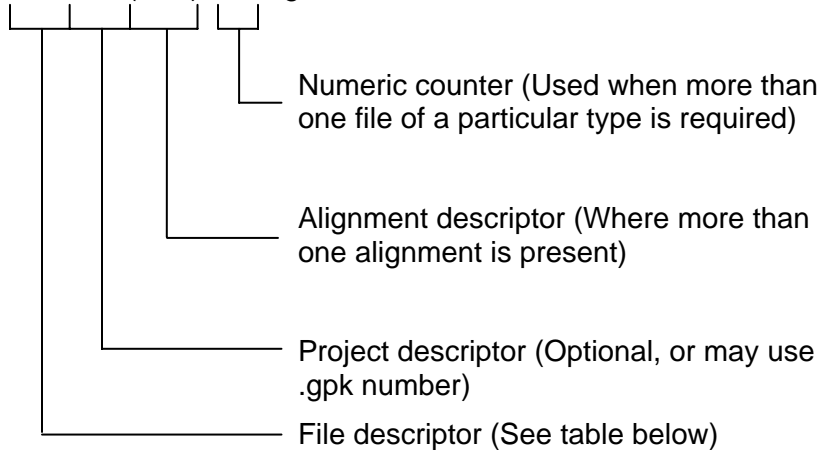 Numeric counter (Used when more than
one file of a particular type is required)
Alignment descriptor (Where more than
one alignment is present)
Project descriptor (Optional, or may use
.gpk number)
File descriptor (See table below)